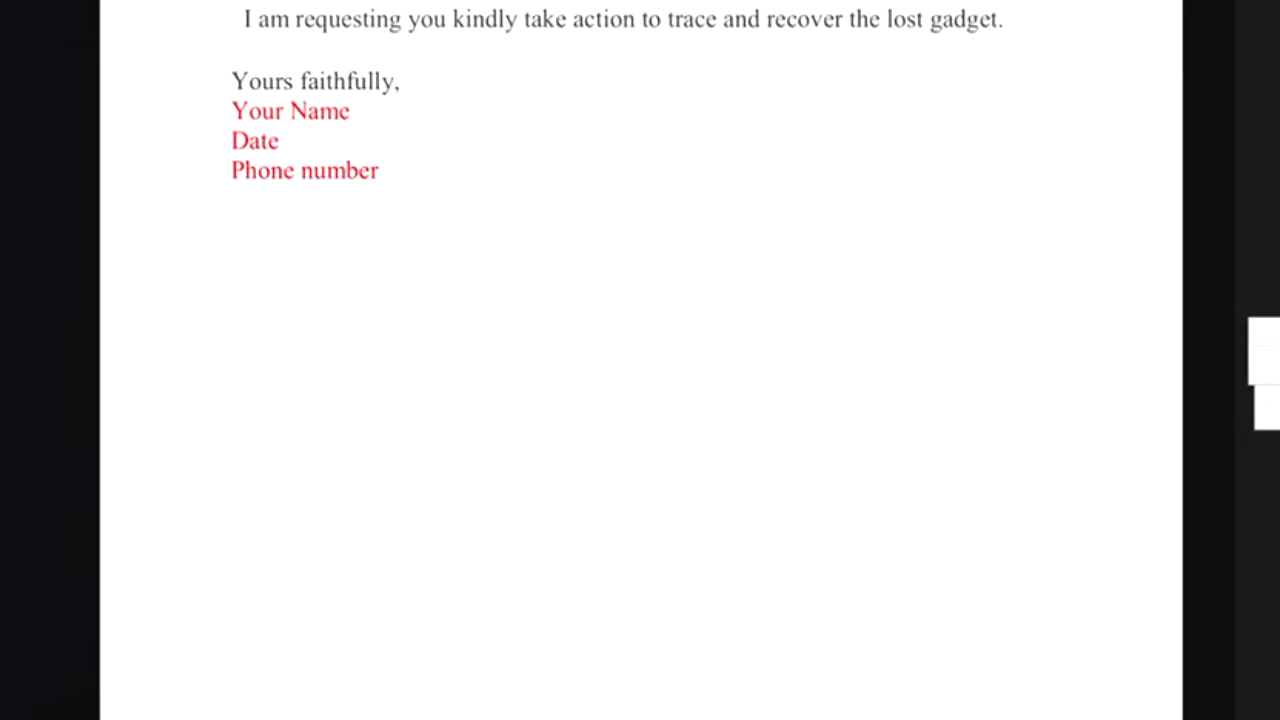 I am requesting you kindly take action to trace and recover the lost gadget.
Yours faithfully,
Your Name
Date
Phone number